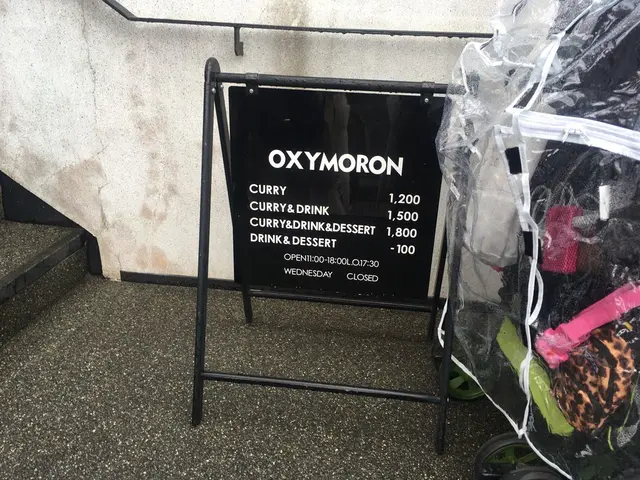 OXYMORON
CURRY 1,200
CURRY&DRINK 1,500
CURRY&DRINK&DESSERT 1,800
DRINK&DESSERT -100
OPEN11:00-18:00L.O.17:30
WEDNESDAY CLOSED